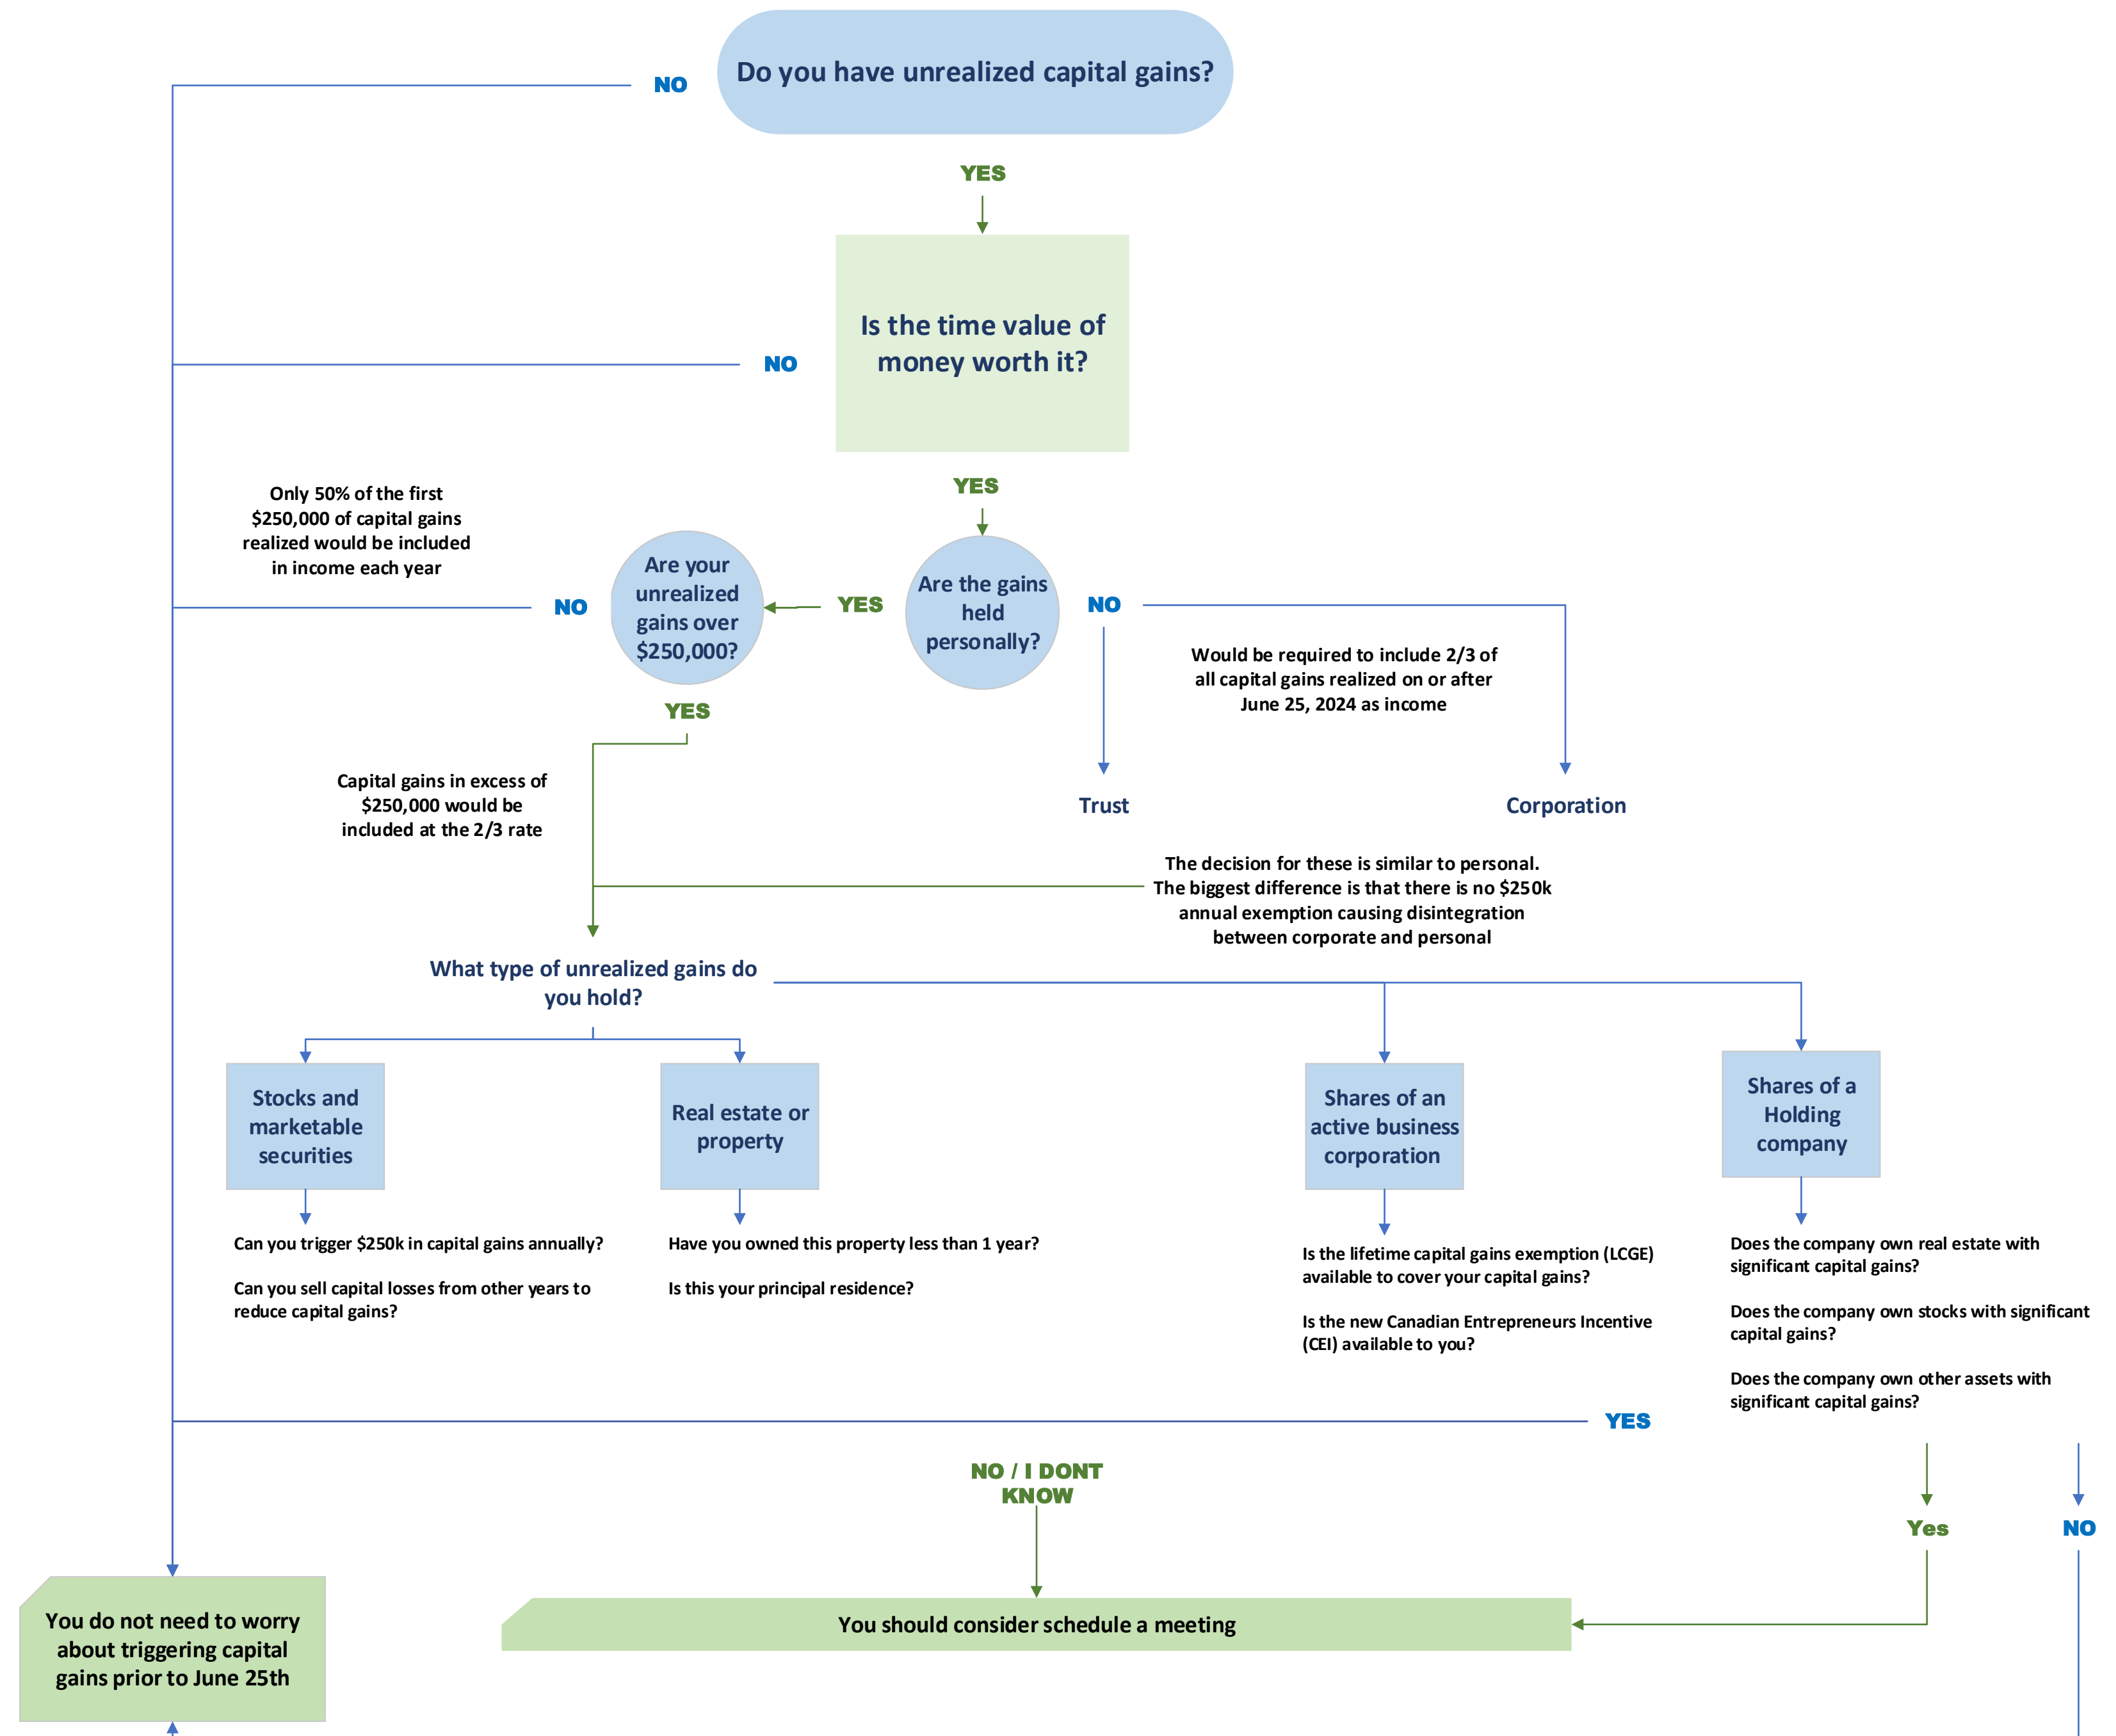 Do you have unrealized capital gains?
NO
YES
Is the time value of
money worth it?
NO
YES
Only 50% of the first
$250,000 of capital gains
realized would be included
in income each year
NO
Are your
unrealized
gains over
$250,000?
YES
Are the gains
held
personally?
NO
Would be required to include 2/3 of
all capital gains realized on or after
June 25, 2024 as income
YES
Capital gains in excess of
$250,000 would be
included at the 2/3 rate
Trust
Corporation
The decision for these is similar to personal.
The biggest difference is that there is no $250k
annual exemption causing disintegration
between corporate and personal
What type of unrealized gains do
you hold?
Stocks and
marketable
securities
Real estate or
property
Shares of an
active business
corporation
Shares of a
Holding
company
Can you trigger $250k in capital gains annually?
Can you sell capital losses from other years to
reduce capital gains?
Have you owned this property less than 1 year?
Is this your principal residence?
Is the lifetime capital gains exemption (LCGE)
available to cover your capital gains?
Is the new Canadian Entrepreneurs Incentive
(CEI) available to you?
Does the company own real estate with
significant capital gains?
Does the company own stocks with significant
capital gains?
Does the company own other assets with
significant capital gains?
YES
NO / I DONT
KNOW
Yes
NO
You do not need to worry
about triggering capital
gains prior to June 25th
You should consider schedule a meeting